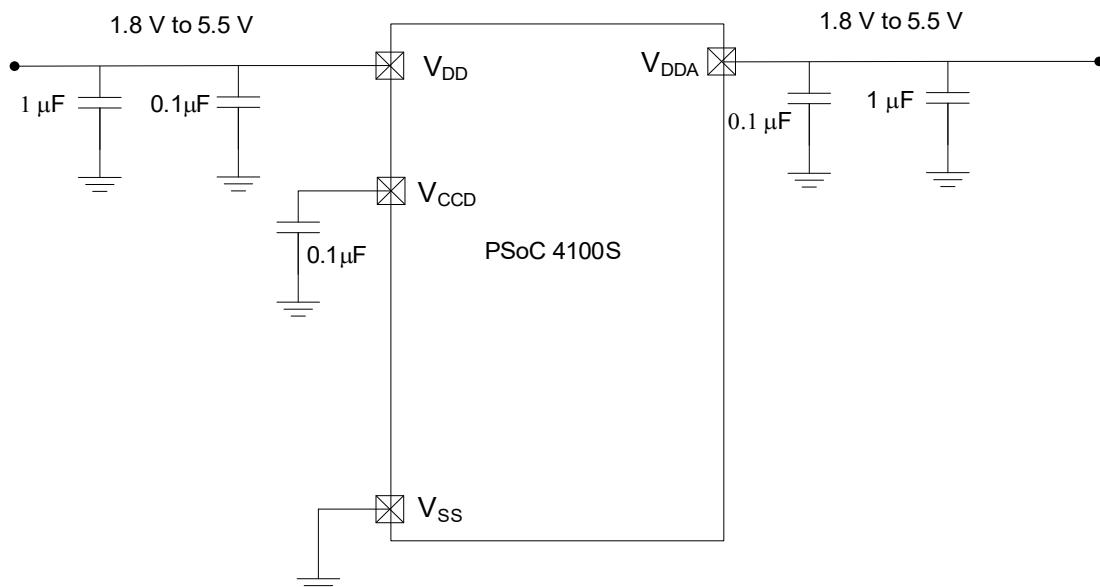 1.8 V to 5.5 V
1.8 V to 5.5 V
VDD
VDDA
1 μF
0.1μF
0.1 μF
1 μF
VCCD
0.1μF
PSoC 4100S
VSS